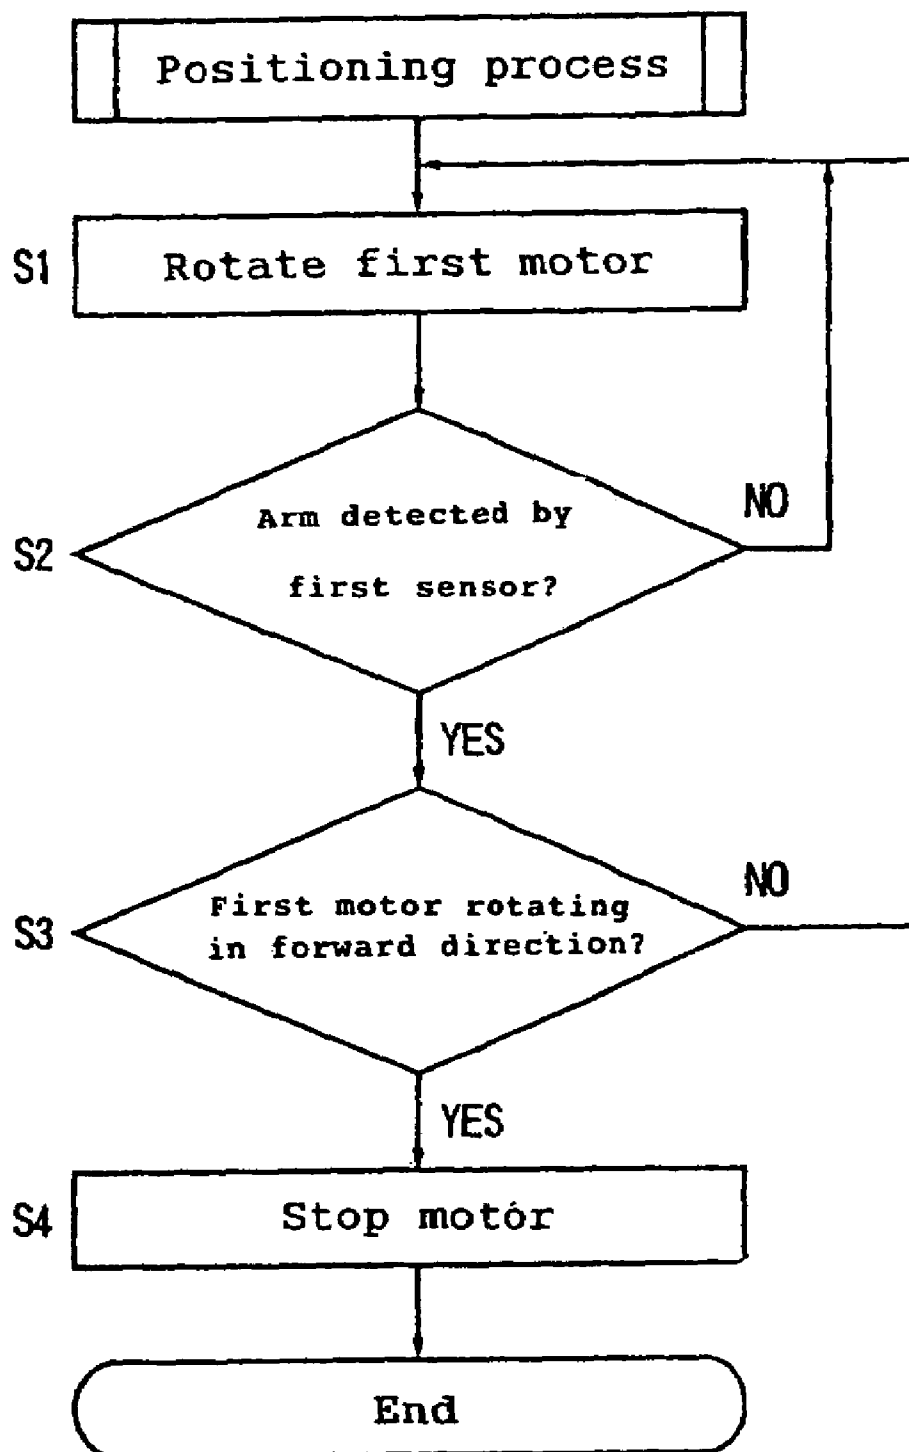 Positioning process
S1
Rotate first motor
S2
Arm detected by
first sensor?
NO
YES
S3
First motor rotating
in forward direction?
NO
YES
S4
Stop motor
End